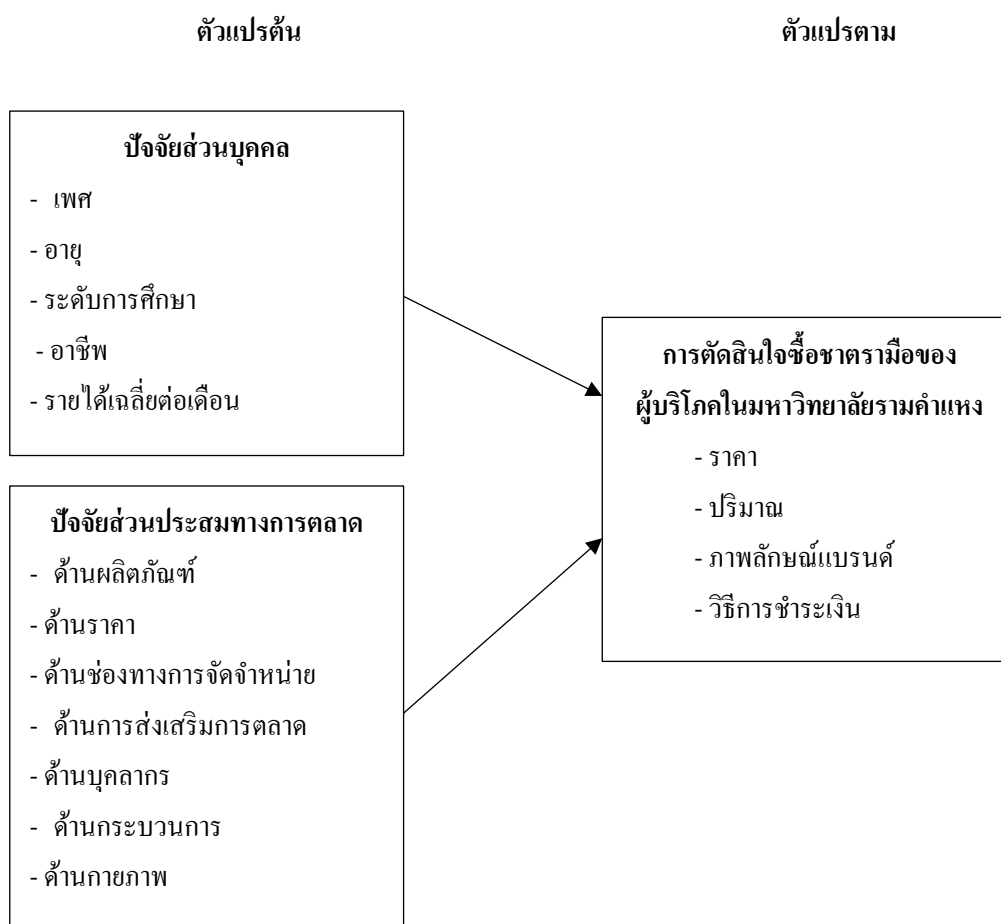 ตัวแปรต้น
ตัวแปรตาม
ปัจจัยส่วนบุคคล
- เพศ
- อายุ
- ระดับการศึกษา
- อาชีพ
- รายได้เฉลี่ยต่อเดือน
ปัจจัยส่วนประสมทางการตลาด
- ด้านผลิตภัณฑ์
- ด้านราคา
- ด้านช่องทางการจัดจำหน่าย
- ด้านการส่งเสริมการตลาด
- ด้านบุคลากร
- ด้านกระบวนการ
- ด้านกายภาพ
การตัดสินใจซื้อชาตรามือของ
ผู้บริโภคในมหาวิทยาลัยรามคำแหง
- ราคา
- ปริมาณ
- ภาพลักษณ์แบรนด์
- วิธีการชำระเงิน